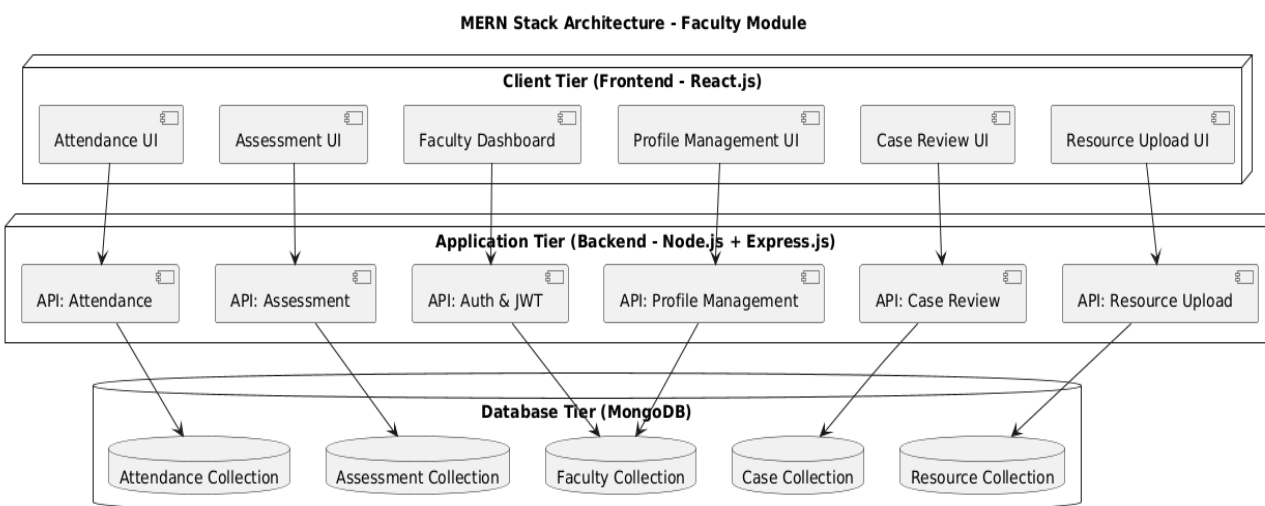 MERN Stack Architecture - Faculty Module
Client Tier (Frontend - React.js)
Attendance UI
Assessment UI
Faculty Dashboard
Profile Management UI
Case Review UI
Resource Upload UI
Application Tier (Backend - Node.js + Express.js)
API: Attendance
API: Assessment
API: Auth & JWT
API: Profile Management
API: Case Review
API: Resource Upload
Database Tier (MongoDB)
Attendance Collection
Assessment Collection
Faculty Collection
Case Collection
Resource Collection